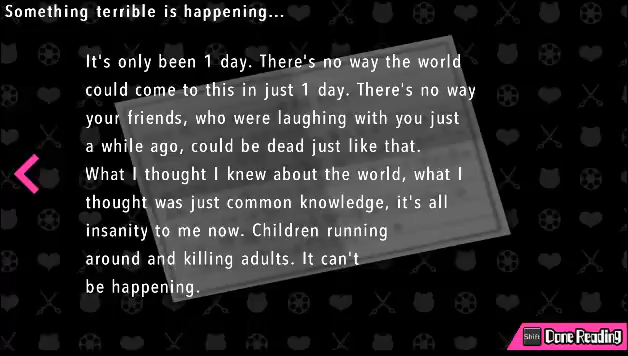 Something terrible is happening...
It's only been 1 day. There's no way the world
could come to this in just 1 day. There's no way
your friends, who were laughing with you just
a while ago, could be dead just like that.
What I thought I knew about the world, what I
thought was just common knowledge, it's all
insanity to me now. Children running
around and killing adults. It can't
be happening.
Shift Done Reading